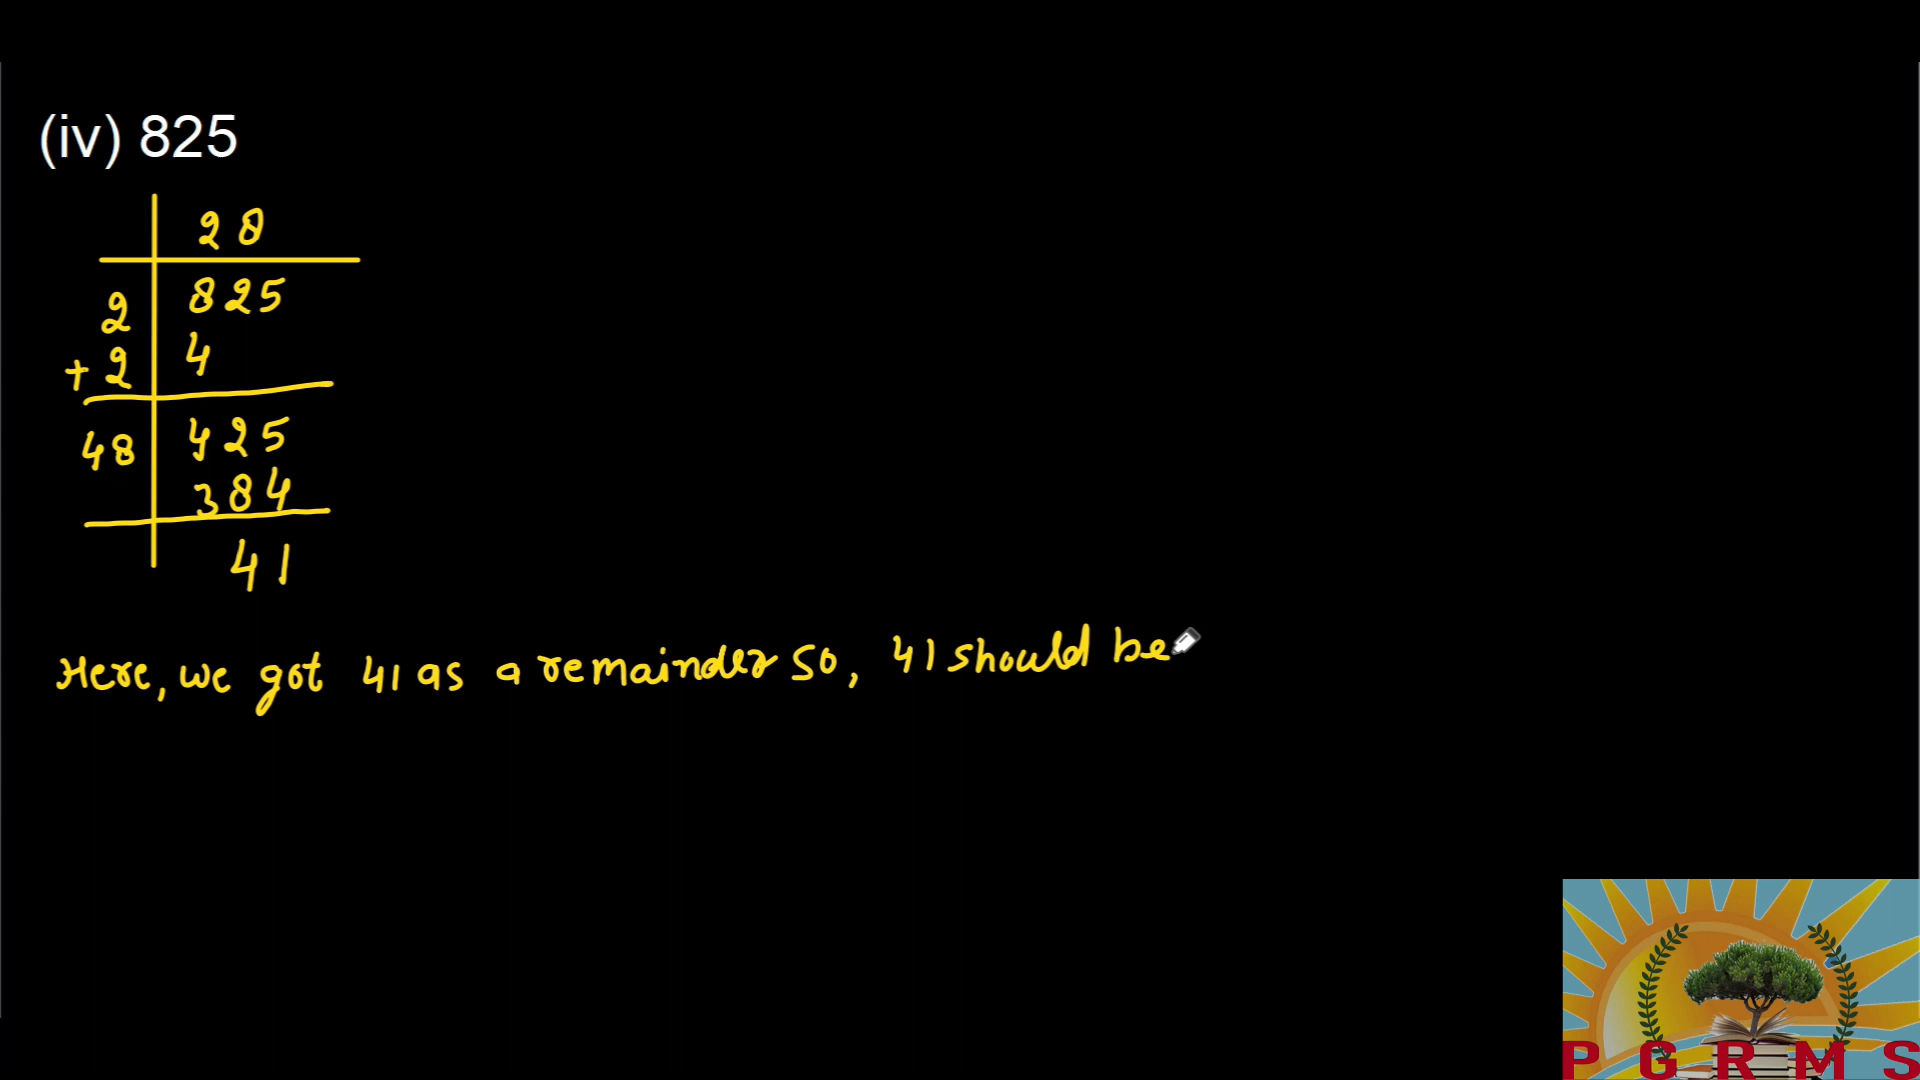 (iv) 825
28
2 825
+ 2 4
48 425
384
41
Here, we got 41 as a remainder so, 41 should be
P G R M S